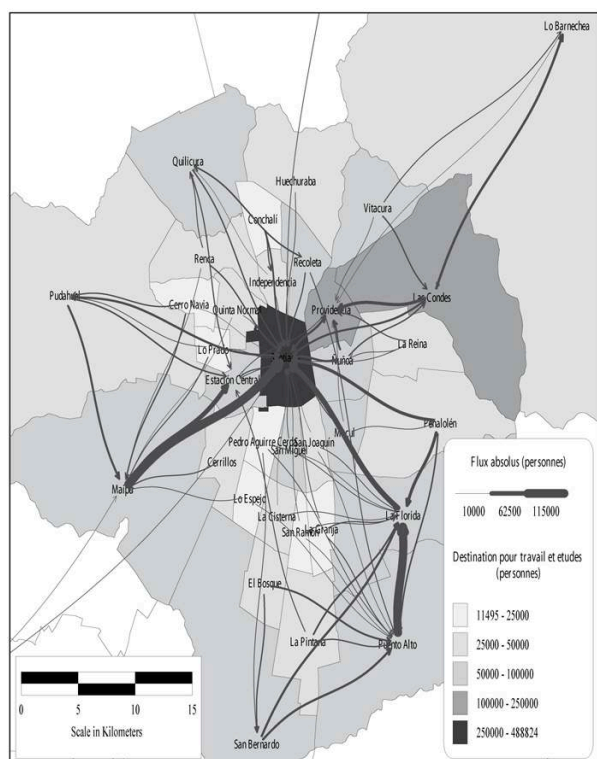 Lo Barnechea
Quilicura
Huechuraba
Vitacura
Conchalí
Renca
Recoleta
Independencia
Pudahuel
Las Condes
Cerro Navia
Quinta Normal
Providencia
La Reina
Lo Prado
Ñuñoa
Estación Central
Peñalolén
Macul
Pedro Aguirre Cerda
San Joaquín
San Miguel
Cerrillos
Maipú
Lo Espejo
La Cisterna
La Florida
La Granja
San Ramón
El Bosque
La Pintana
Puento Alto
San Bernardo
Flux absolus (personnes)
10000 62500 115000
Destination pour travail et etudes
(personnes)
11495 - 25000
25000 - 50000
50000 - 100000
100000 - 250000
250000 - 488824
0 5 10 15
Scale in Kilometers